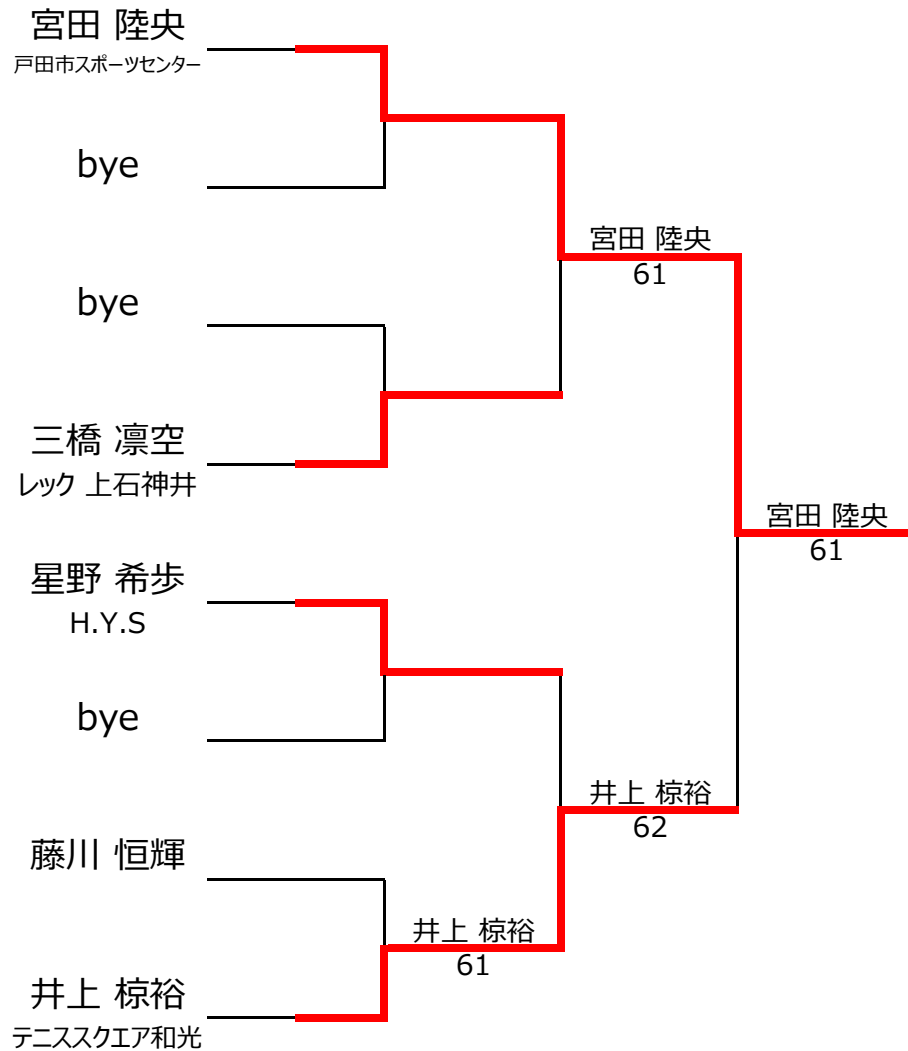 宮田 陸央
戸田市スポーツセンター
bye
bye
三橋 凛空
レック 上石神井
星野 希歩
H.Y.S
bye
藤川 恒輝
井上 椋裕
テニススクエア和光
井上 椋裕
61
宮田 陸央
61
井上 椋裕
62
宮田 陸央
61